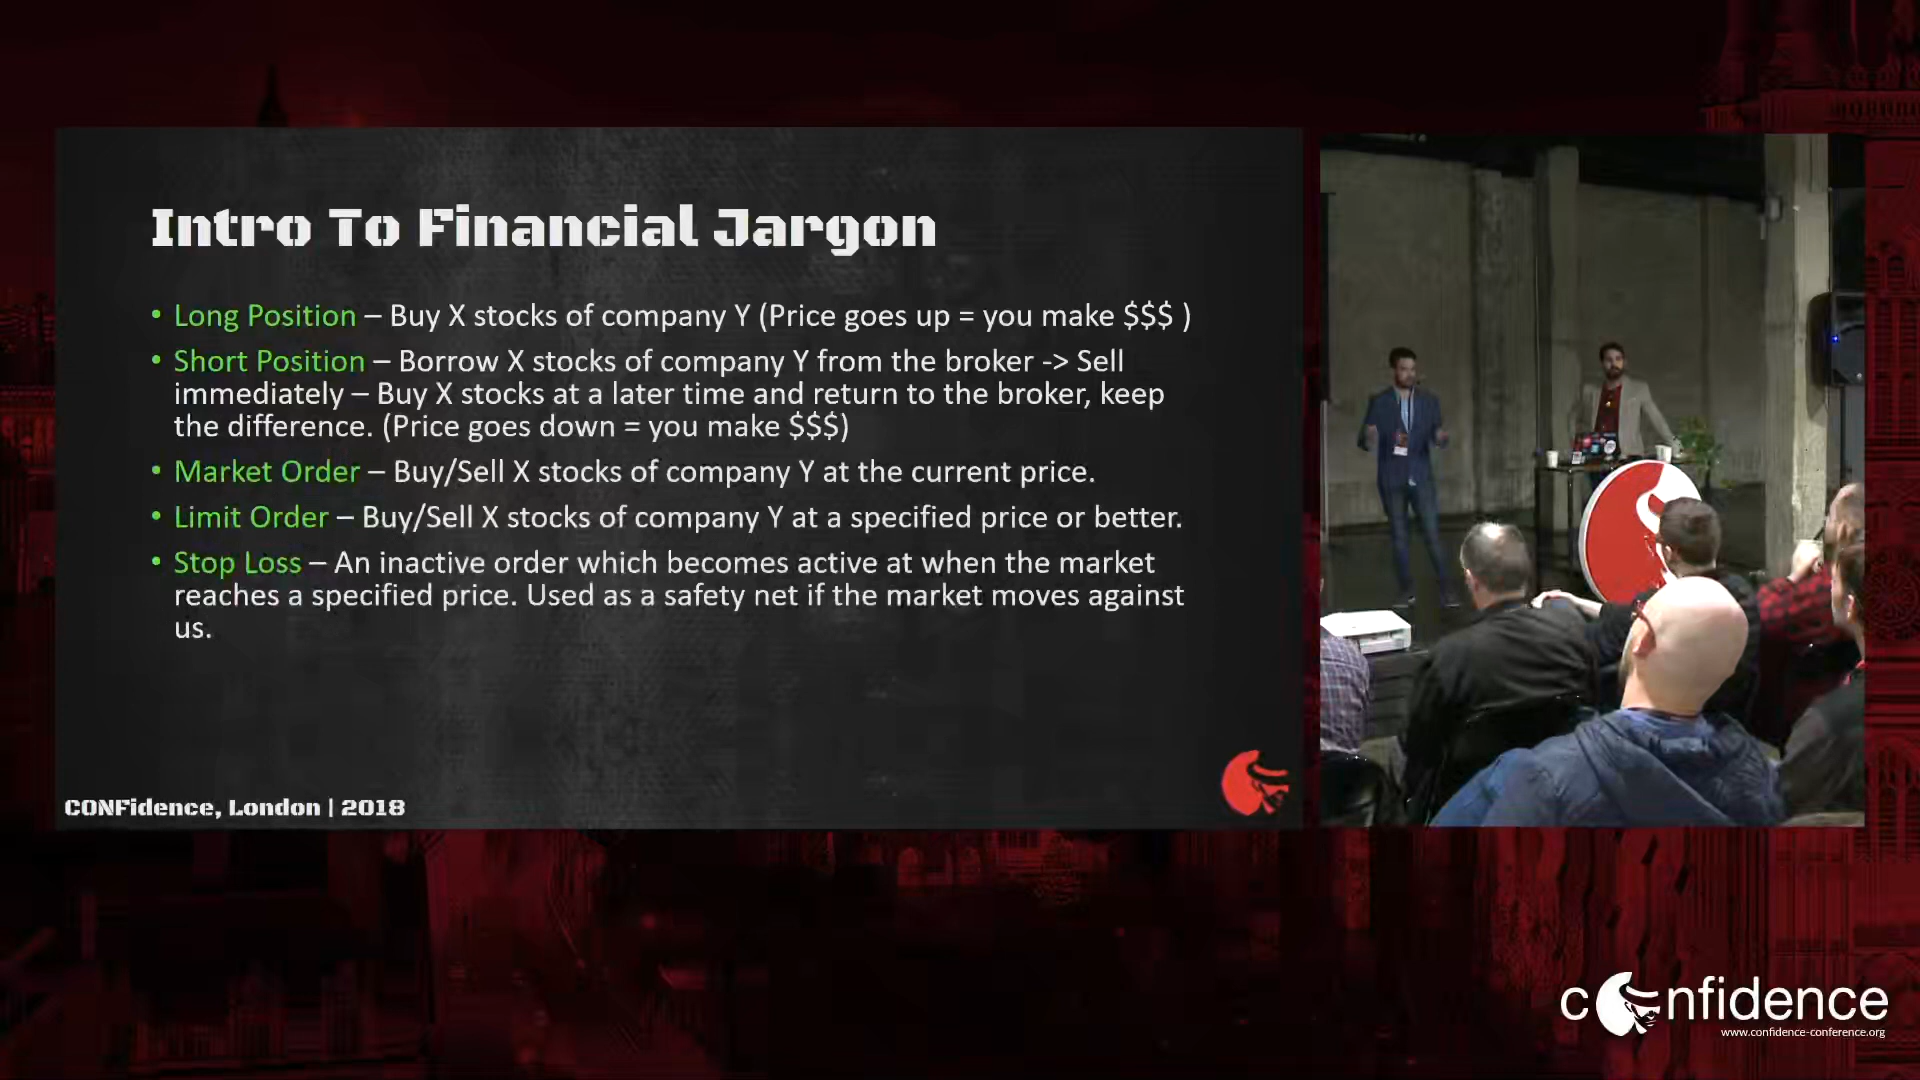 Intro To Financial Jargon
• Long Position – Buy X stocks of company Y (Price goes up = you make $$$ )
• Short Position – Borrow X stocks of company Y from the broker -> Sell
immediately – Buy X stocks at a later time and return to the broker, keep
the difference. (Price goes down = you make $$$)
• Market Order – Buy/Sell X stocks of company Y at the current price.
• Limit Order – Buy/Sell X stocks of company Y at a specified price or better.
• Stop Loss – An inactive order which becomes active at when the market
reaches a specified price. Used as a safety net if the market moves against
us.
CONFidence, London | 2018
confidence
www.confidence-conference.org